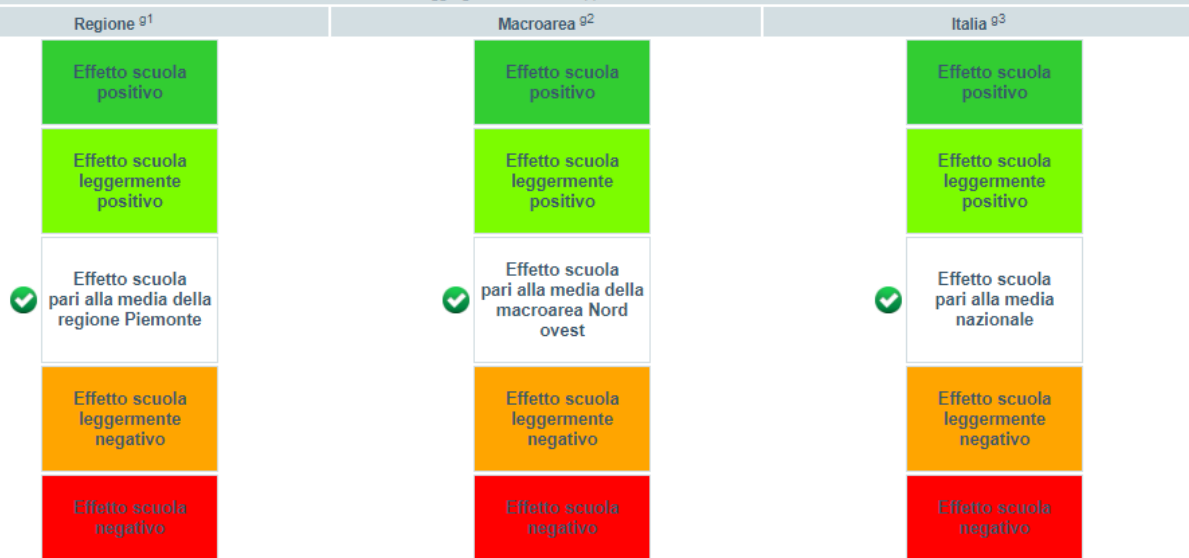 Regione g1
Macroarea g2
Italia g3
Effetto scuola
positivo
Effetto scuola
positivo
Effetto scuola
positivo
Effetto scuola
leggermente
positivo
Effetto scuola
leggermente
positivo
Effetto scuola
leggermente
positivo
Effetto scuola
pari alla media della
regione Piemonte
Effetto scuola
pari alla media della
macroarea Nord
ovest
Effetto scuola
pari alla media
nazionale
Effetto scuola
leggermente
negativo
Effetto scuola
leggermente
negativo
Effetto scuola
leggermente
negativo
Effetto scuola
negativo
Effetto scuola
negativo
Effetto scuola
negativo